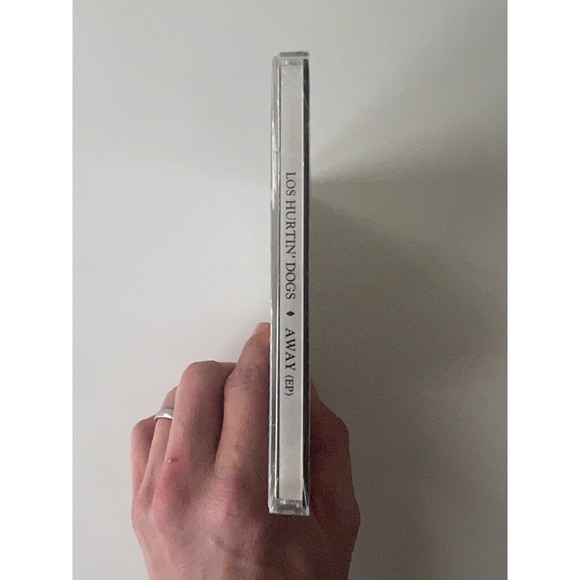 LOS HURTIN' DOGS ♦ AWAY (EP)